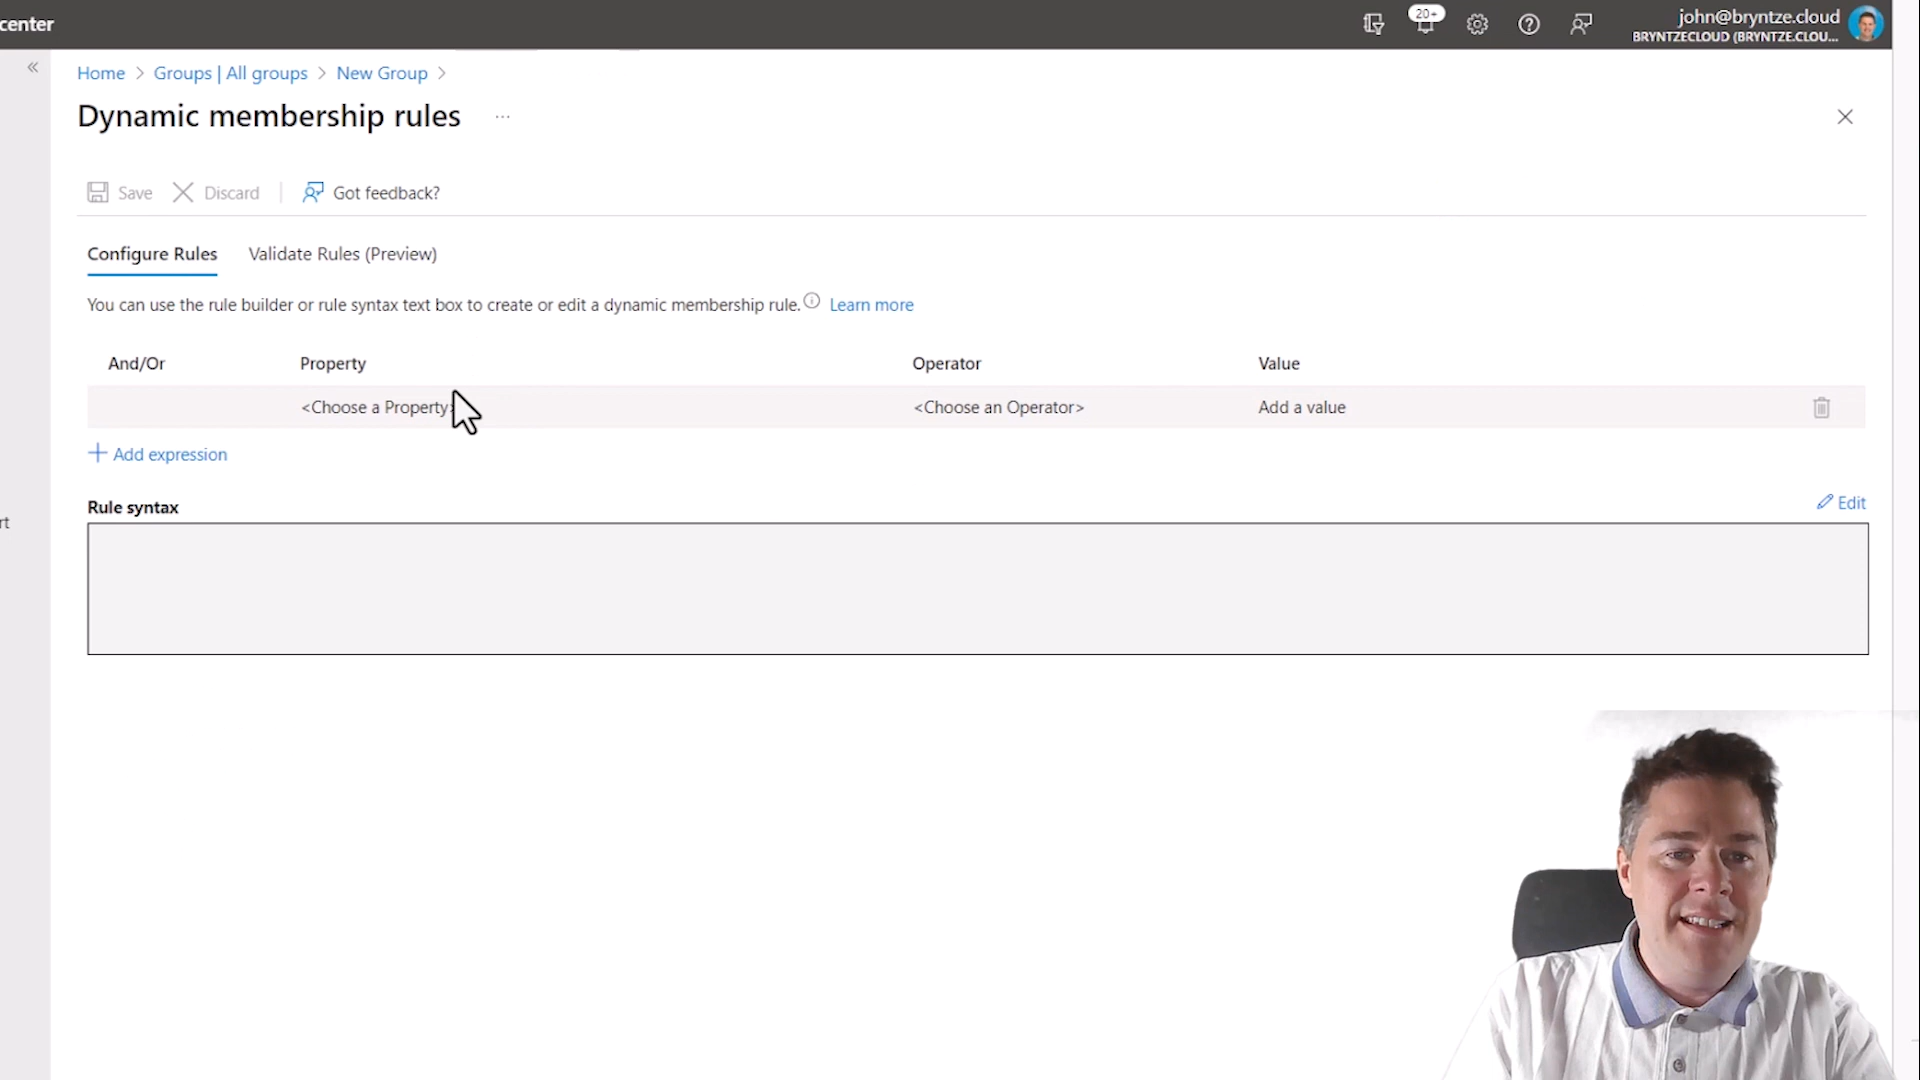 center
20+
john@bryntze.cloud
BRYNTZECLOUD (BRYNTZE.CLOU...
Home > Groups | All groups > New Group >
Dynamic membership rules ...
Save Discard | Got feedback?
Configure Rules Validate Rules (Preview)
You can use the rule builder or rule syntax text box to create or edit a dynamic membership rule. Learn more
And/Or Property Operator Value
<Choose a Property> <Choose an Operator> Add a value
+ Add expression
Rule syntax Edit
rt